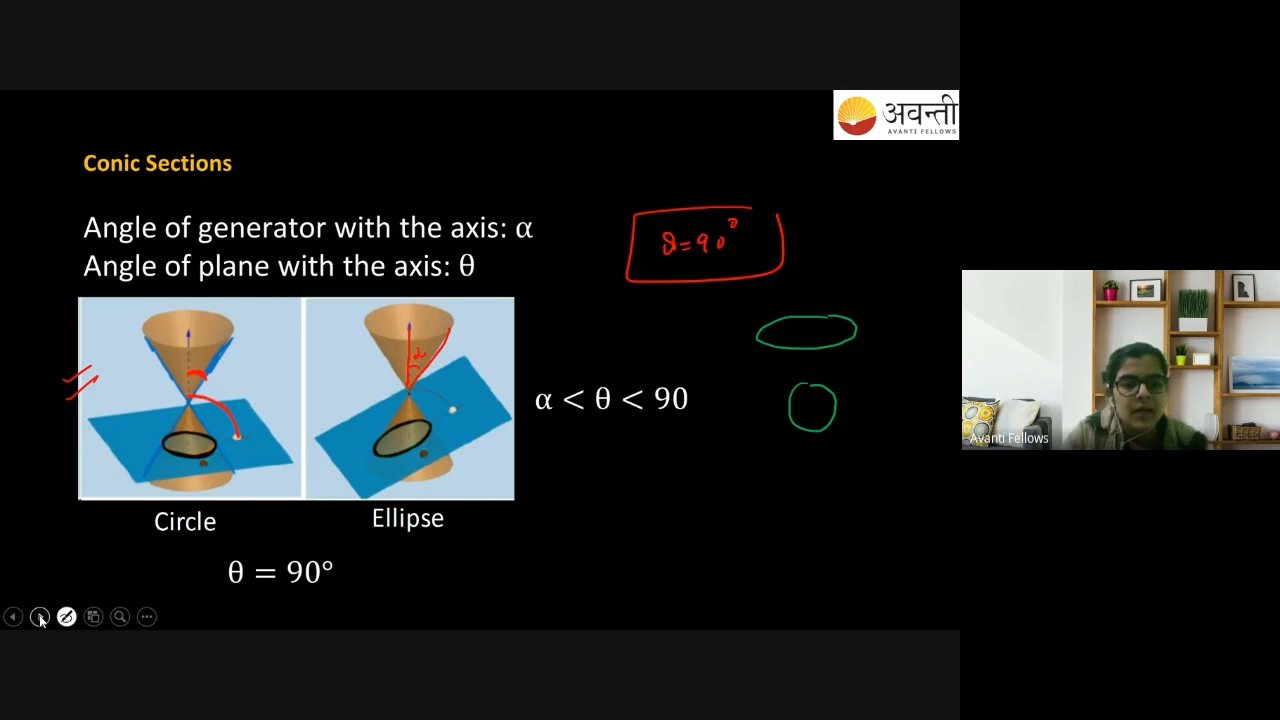 अवन्ती
AVANTI FELLOWS
Conic Sections
Angle of generator with the axis: α
Angle of plane with the axis: θ
θ=90°
α
α < θ < 90
Circle
Ellipse
θ = 90°
Avanti Fellows